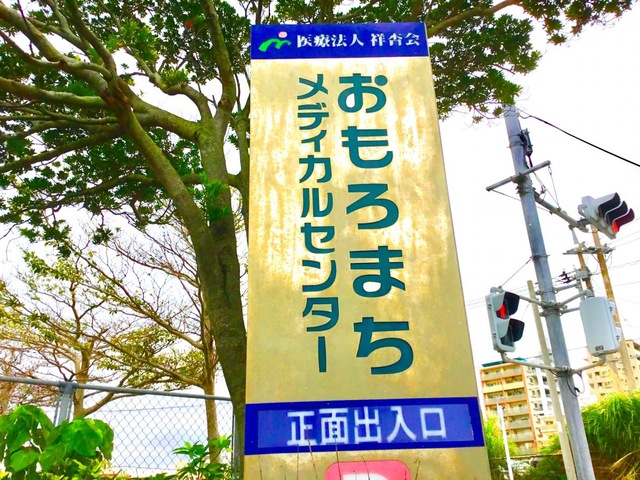 医療法人 祥杏会
おもろまち
メディカルセンター
正面出入口